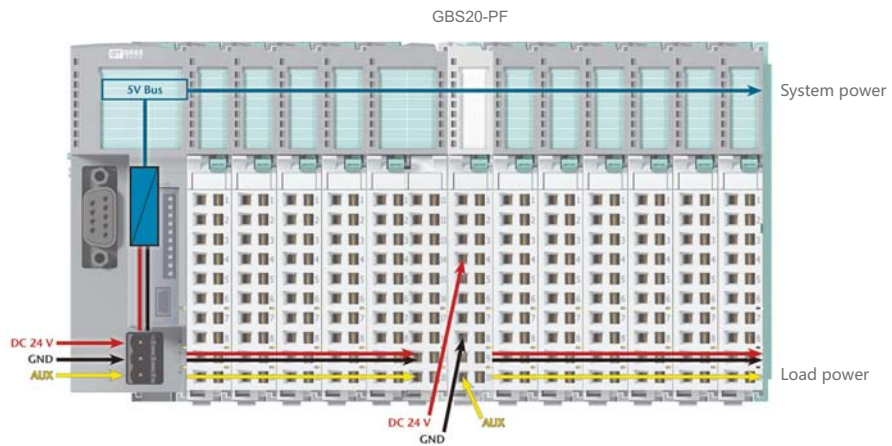 GBS20-PF
5V Bus
System power
DC 24 V
GND
AUX
Load power
DC 24 V
AUX
GND